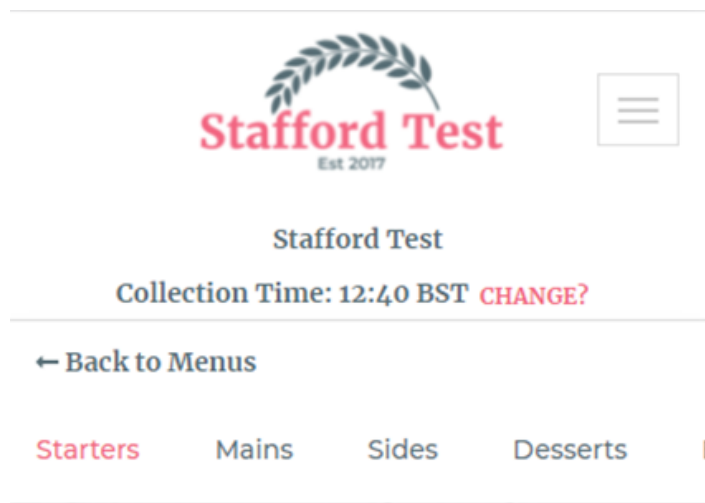 Stafford Test
Est 2017
Stafford Test
Collection Time: 12:40 BST CHANGE?
← Back to Menus
Starters Mains Sides Desserts